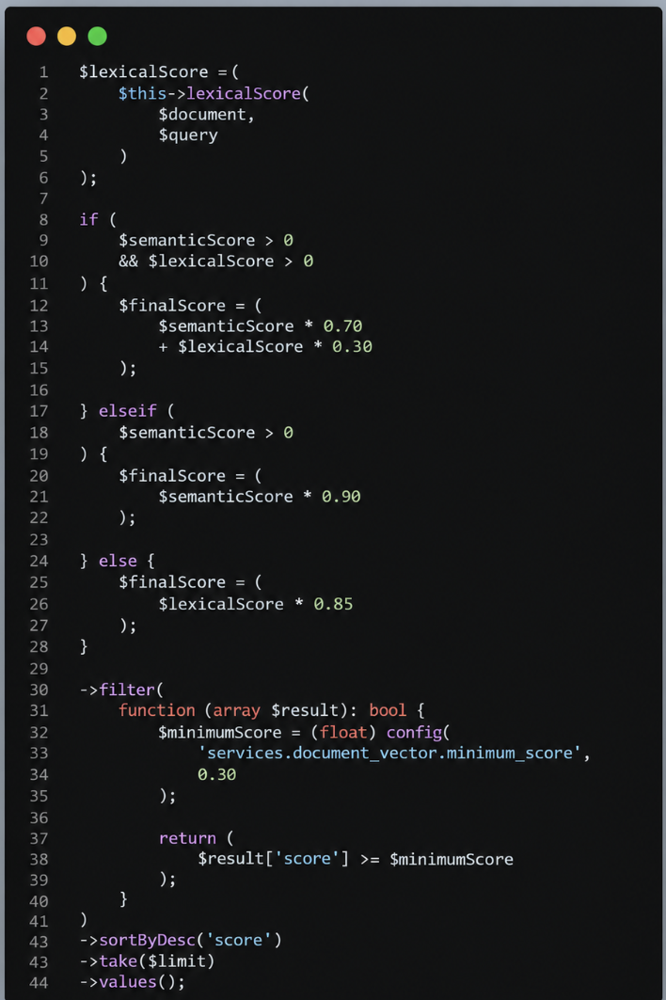 1 $lexicalScore =(
2     $this->lexicalScore(
3         $document,
4         $query
5     )
6 );
7
8 if (
9     $semanticScore > 0
10     && $lexicalScore > 0
11 ) {
12     $finalScore = (
13         $semanticScore * 0.70
14         + $lexicalScore * 0.30
15     );
16
17 } elseif (
18     $semanticScore > 0
19 ) {
20     $finalScore = (
21         $semanticScore * 0.90
22     );
23
24 } else {
25     $finalScore = (
26         $lexicalScore * 0.85
27     );
28 }
29
30 ->filter(
31     function (array $result): bool {
32         $minimumScore = (float) config(
33             'services.document_vector.minimum_score',
34             0.30
35         );
36
37         return (
38             $result['score'] >= $minimumScore
39         );
40     }
41 )
43 ->sortByDesc('score')
43 ->take($limit)
44 ->values();